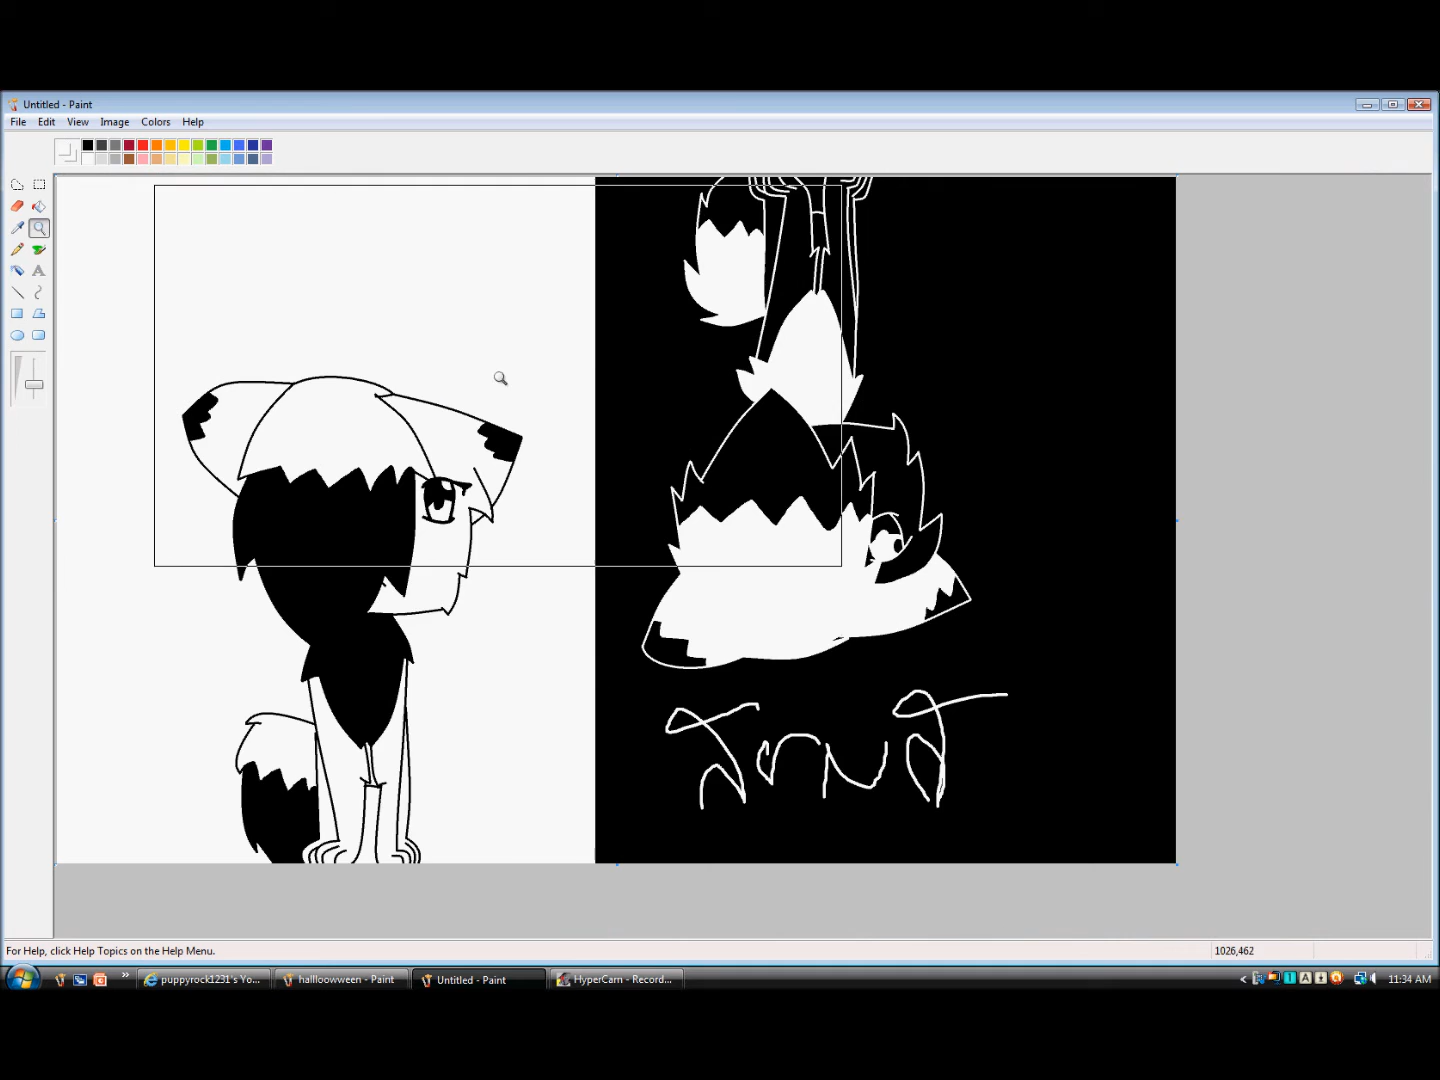 Untitled - Paint
File Edit View Image Colors Help
A
For Help, click Help Topics on the Help Menu.
1026,462
puppyrock1231's Yo...
hallloowween - Paint
Untitled - Paint
HyperCam - Record...
11:34 AM